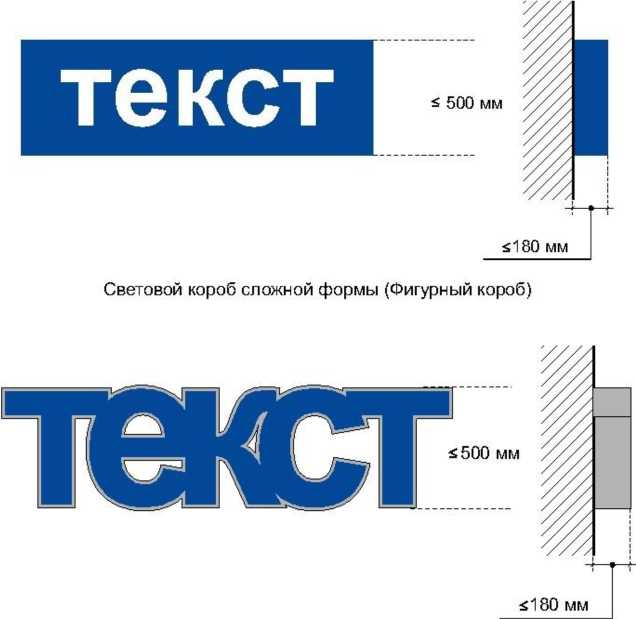 текст
≤ 500 мм
≤180 мм
Световой короб сложной формы (Фигурный короб)
текст
≤500 мм
≤180 мм